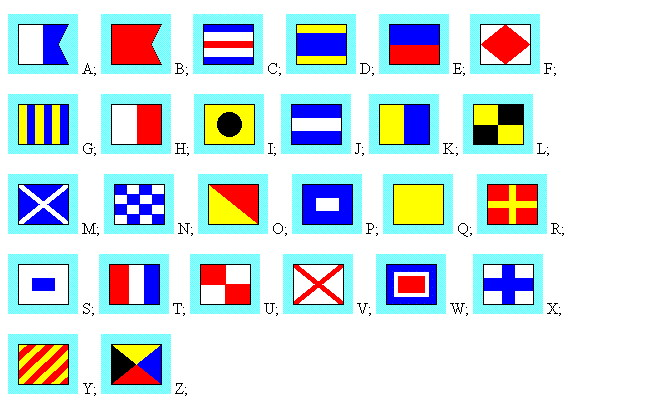 A; B; C; D; E; F;
G; H; I; J; K; L;
M; N; O; P; Q; R;
S; T; U; V; W; X;
Y; Z;